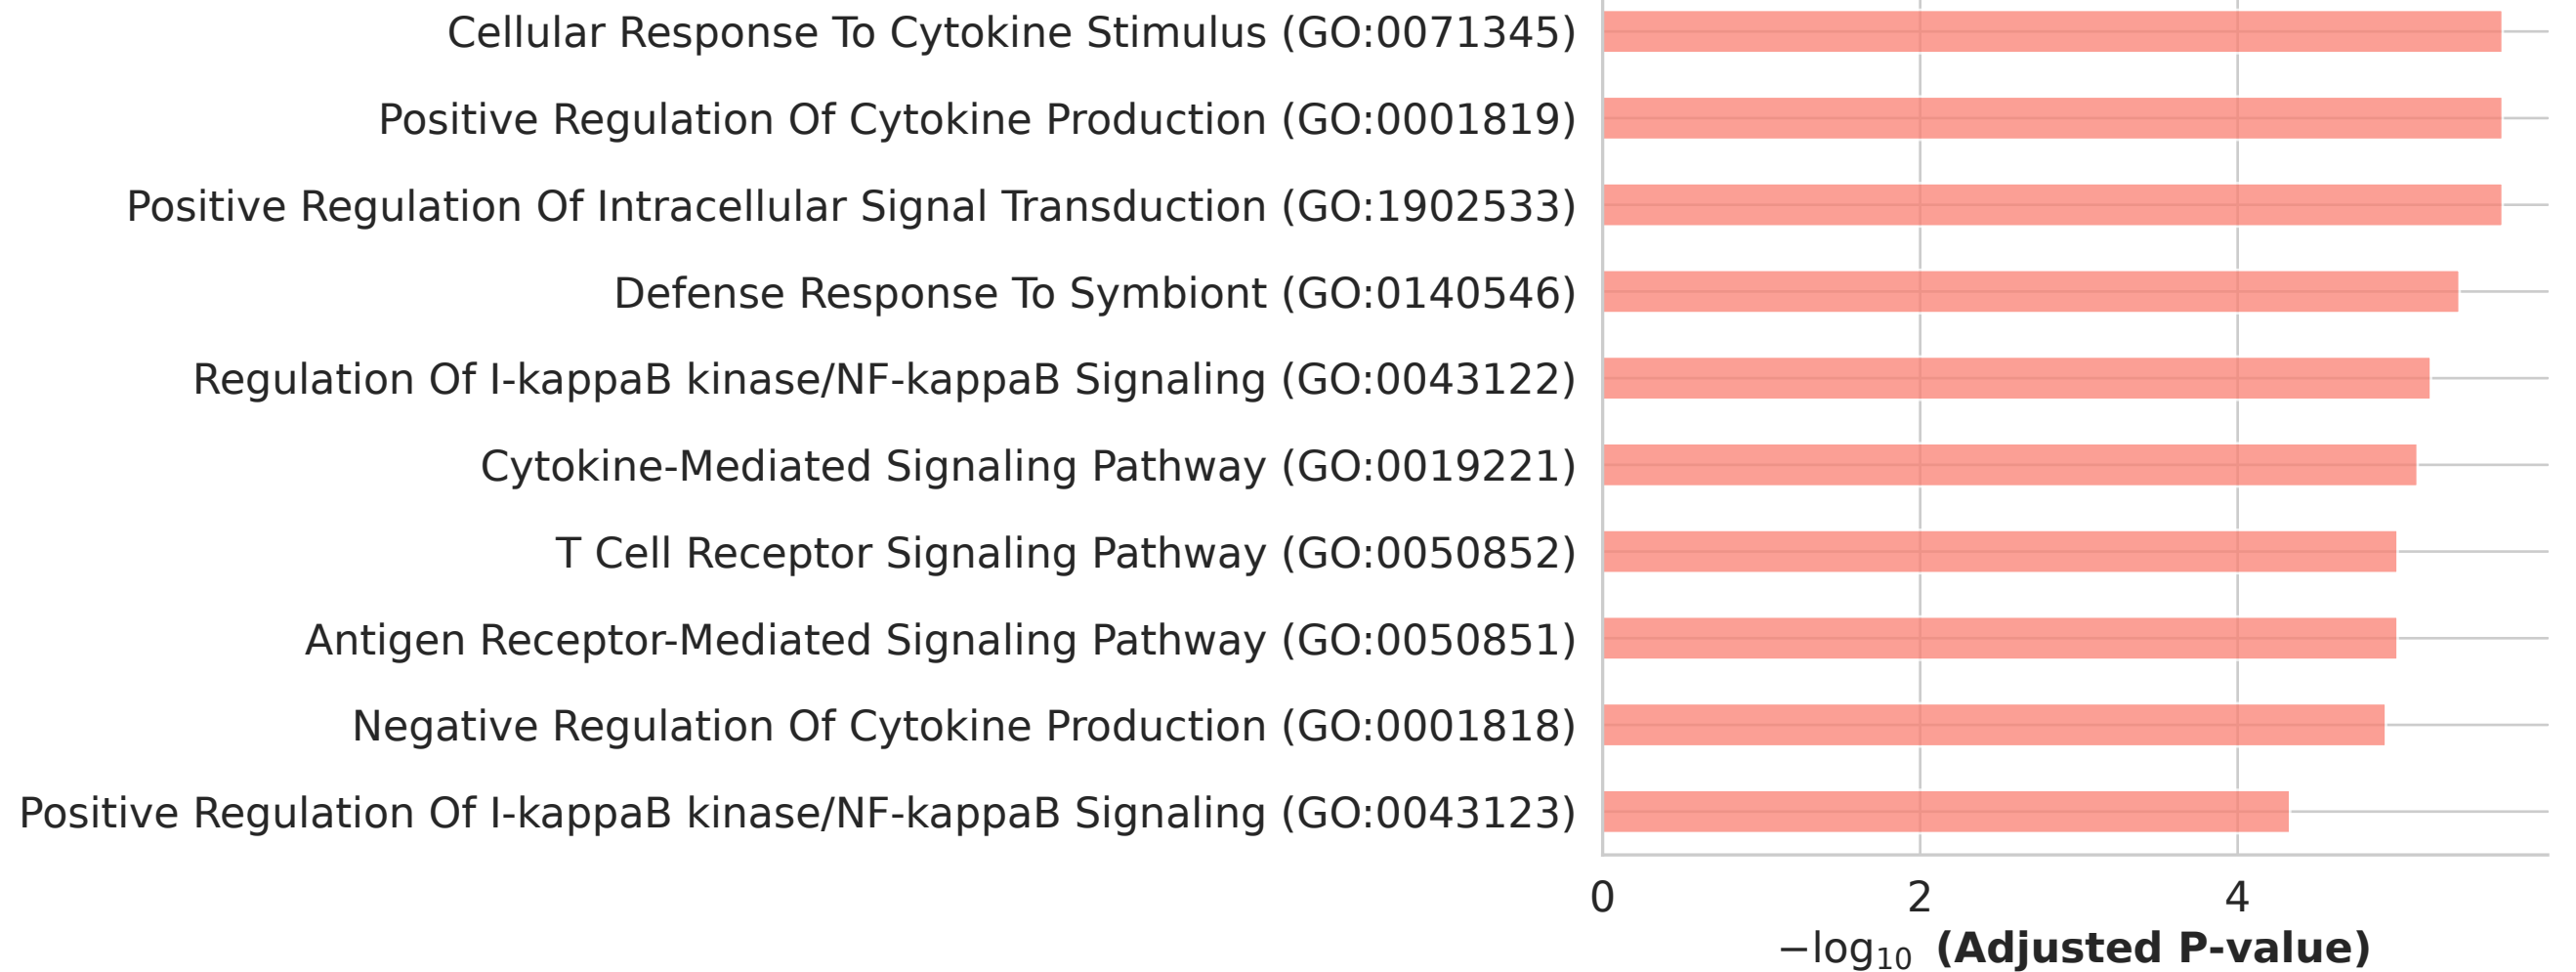 Cellular Response To Cytokine Stimulus (GO:0071345)
Positive Regulation Of Cytokine Production (GO:0001819)
Positive Regulation Of Intracellular Signal Transduction (GO:1902533)
Defense Response To Symbiont (GO:0140546)
Regulation Of I-kappaB kinase/NF-kappaB Signaling (GO:0043122)
Cytokine-Mediated Signaling Pathway (GO:0019221)
T Cell Receptor Signaling Pathway (GO:0050852)
Antigen Receptor-Mediated Signaling Pathway (GO:0050851)
Negative Regulation Of Cytokine Production (GO:0001818)
Positive Regulation Of I-kappaB kinase/NF-kappaB Signaling (GO:0043123)
0 2 4
−log₁₀ (Adjusted P-value)